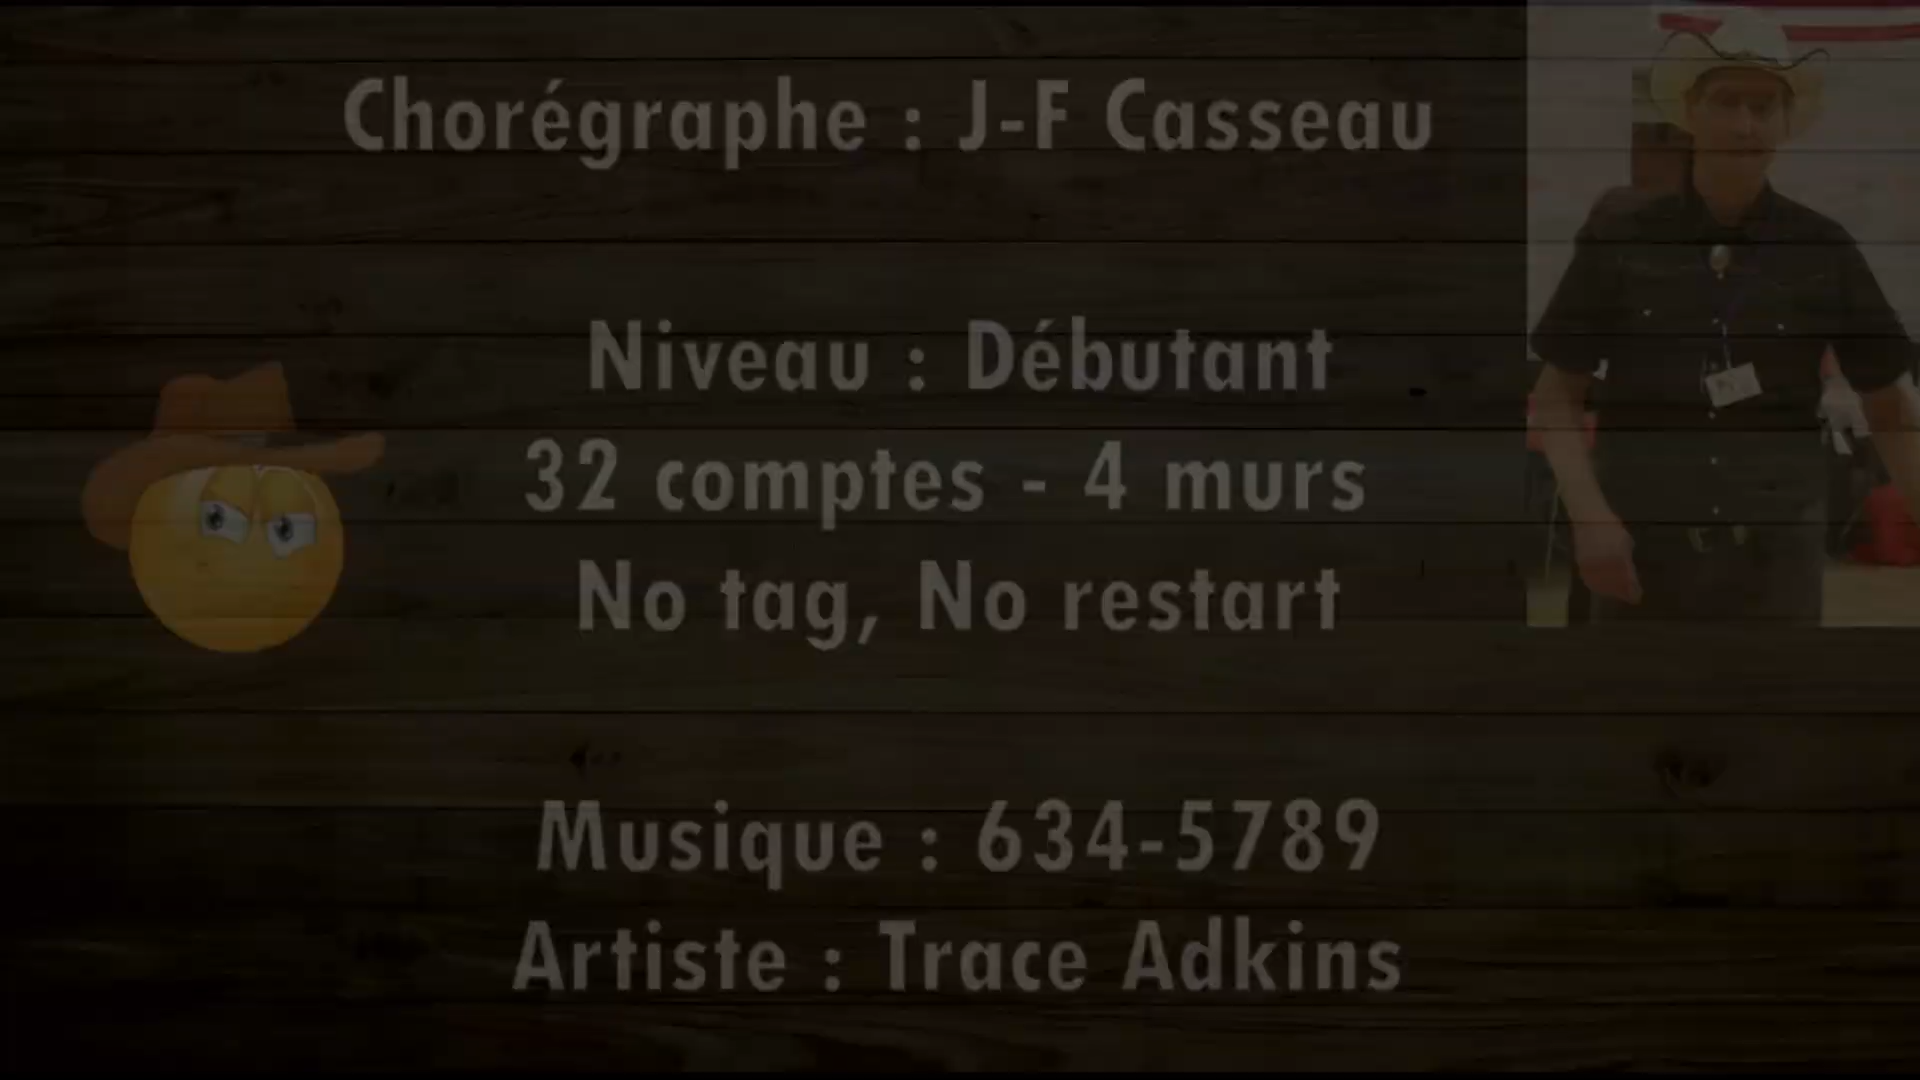 Chorégraphe : J-F Casseau
Niveau : Débutant
32 comptes - 4 murs
No tag, No restart
Musique : 634-5789
Artiste : Trace Adkins